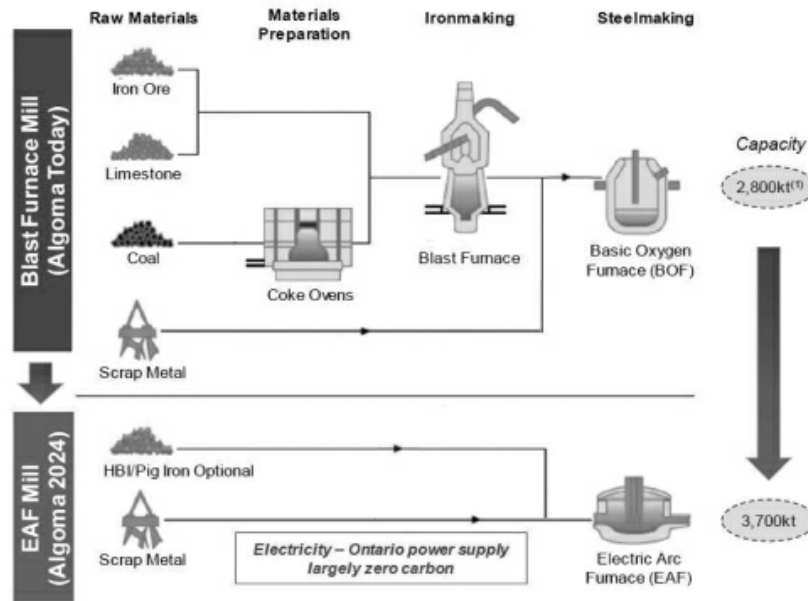 Raw Materials
Materials
Preparation
Ironmaking
Steelmaking
Blast Furnace Mill
(Algoma Today)
Iron Ore
Limestone
Coal
Coke Ovens
Blast Furnace
Basic Oxygen
Furnace (BOF)
Scrap Metal
Capacity
2,800kt(1)
EAF Mill
(Algoma 2024)
HBI/Pig Iron Optional
Scrap Metal
Electricity – Ontario power supply
largely zero carbon
Electric Arc
Furnace (EAF)
3,700kt